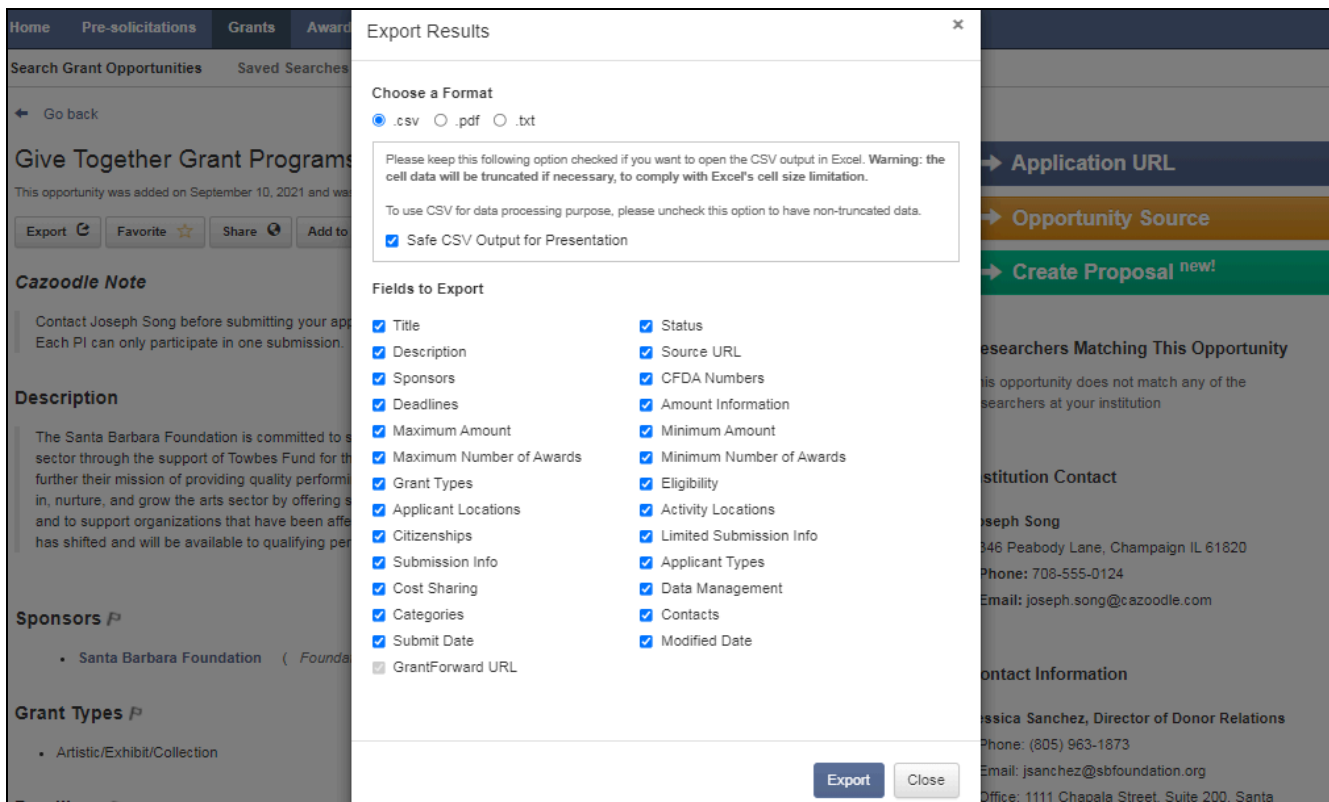 Home Pre-solicitations Grants Award
Search Grant Opportunities Saved Searches
Go back
Give Together Grant Programs
This opportunity was added on September 10, 2021 and was
Export Favorite Share Add to
Cazoodle Note
Contact Joseph Song before submitting your app
Each PI can only participate in one submission.
Description
The Santa Barbara Foundation is committed to s
sector through the support of Towbes Fund for th
further their mission of providing quality performi
in, nurture, and grow the arts sector by offering s
and to support organizations that have been affe
has shifted and will be available to qualifying per
Sponsors
Santa Barbara Foundation ( Founda
Grant Types
Artistic/Exhibit/Collection
Export Results
×
Choose a Format
.csv .pdf .txt
Please keep this following option checked if you want to open the CSV output in Excel. Warning: the
cell data will be truncated if necessary, to comply with Excel's cell size limitation.
To use CSV for data processing purpose, please uncheck this option to have non-truncated data.
Safe CSV Output for Presentation
Fields to Export
Title Status
Description Source URL
Sponsors CFDA Numbers
Deadlines Amount Information
Maximum Amount Minimum Amount
Maximum Number of Awards Minimum Number of Awards
Grant Types Eligibility
Applicant Locations Activity Locations
Citizenships Limited Submission Info
Submission Info Applicant Types
Cost Sharing Data Management
Categories Contacts
Submit Date Modified Date
GrantForward URL
Export Close
Application URL
Opportunity Source
Create Proposal new!
esearchers Matching This Opportunity
his opportunity does not match any of the
searchers at your institution
stitution Contact
oseph Song
346 Peabody Lane, Champaign IL 61820
Phone: 708-555-0124
Email: joseph.song@cazoodle.com
ontact Information
essica Sanchez, Director of Donor Relations
Phone: (805) 963-1873
Email: jsanchez@sbfoundation.org
Office: 1111 Chapala Street, Suite 200, Santa